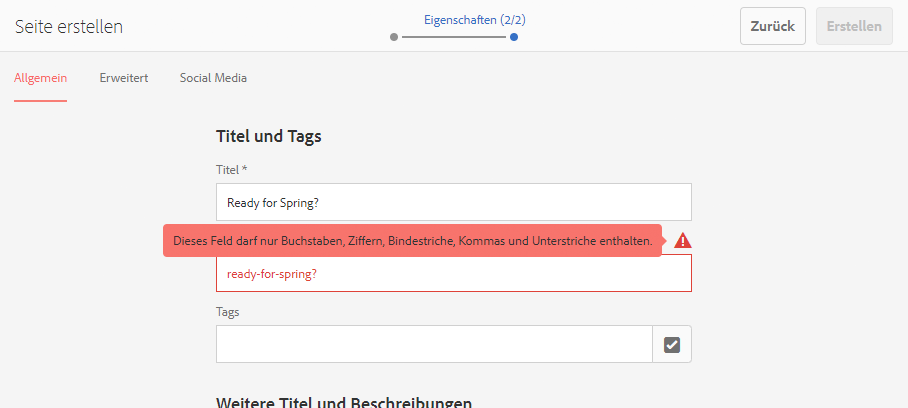 Seite erstellen
Eigenschaften (2/2)
Zurück
Erstellen
Allgemein
Erweitert
Social Media
Titel und Tags
Titel *
Ready for Spring?
Dieses Feld darf nur Buchstaben, Ziffern, Bindestriche, Kommas und Unterstriche enthalten.
ready-for-spring?
Tags
Weitere Titel und Beschreibungen